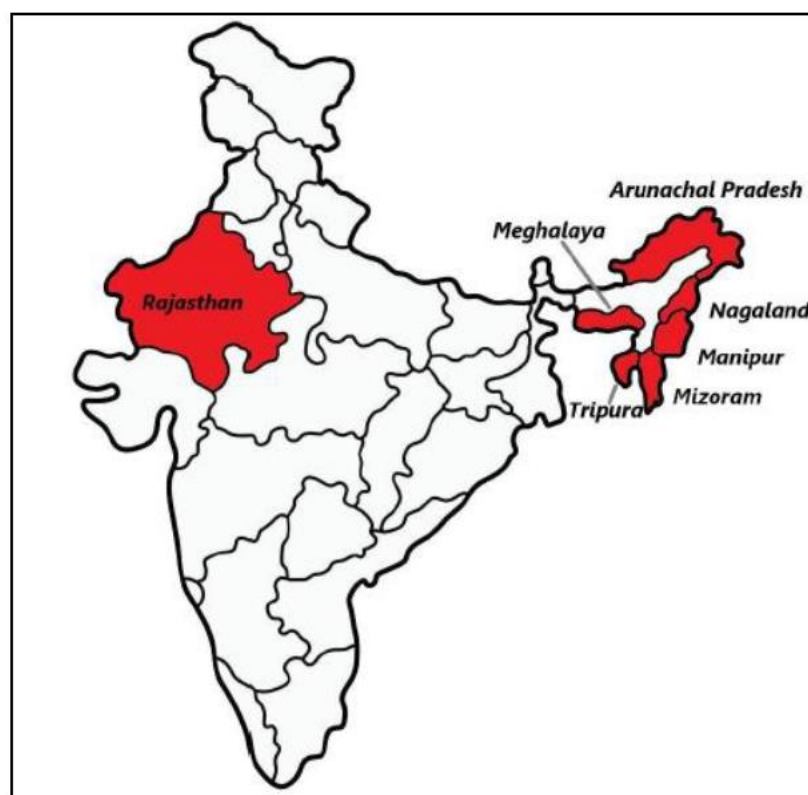 Arunachal Pradesh
Meghalaya
Rajasthan
Nagaland
Manipur
Tripura
Mizoram